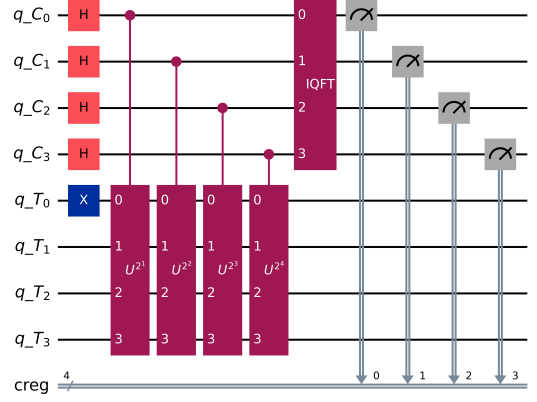 q_C₀ H 0
q_C₁ H 1
IQFT
q_C₂ H 2
q_C₃ H 3
q_T₀ X 0 0 0 0
q_T₁ 1 1 1 1
U^{2^1} U^{2^2} U^{2^3} U^{2^4}
q_T₂ 2 2 2 2
q_T₃ 3 3 3 3
4
creg 0 1 2 3